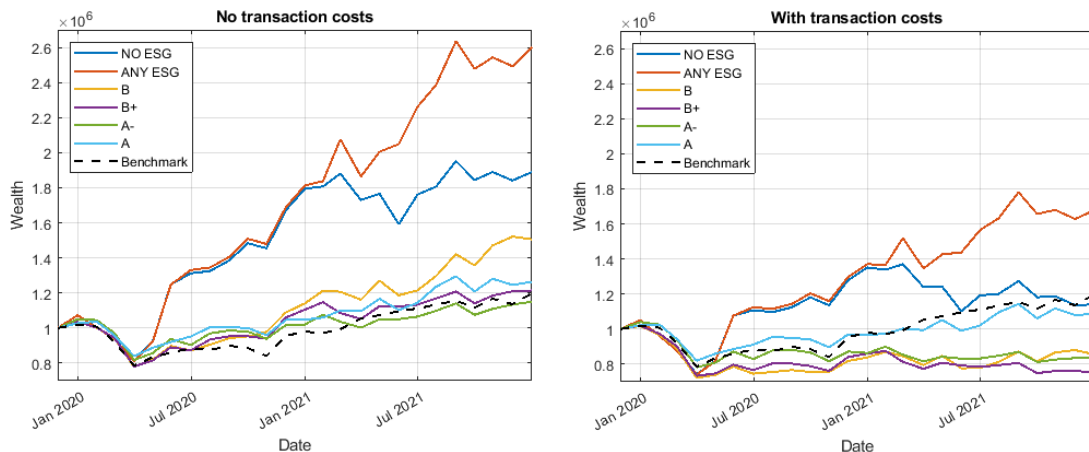 No transaction costs
×10^6
2.6
2.4
2.2
2
1.8
1.6
1.4
1.2
1
0.8
Wealth
NO ESG
ANY ESG
B
B+
A-
A
Benchmark
Jan 2020
Jul 2020
Jan 2021
Jul 2021
Date
With transaction costs
×10^6
2.6
2.4
2.2
2
1.8
1.6
1.4
1.2
1
0.8
Wealth
NO ESG
ANY ESG
B
B+
A-
A
Benchmark
Jan 2020
Jul 2020
Jan 2021
Jul 2021
Date